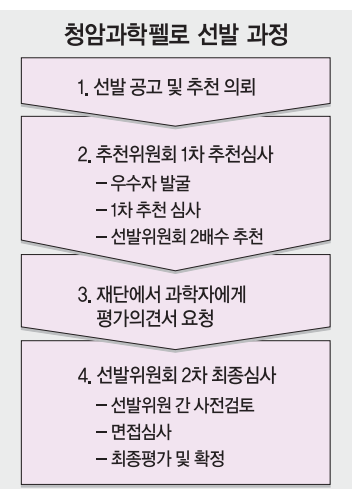 청암과학펠로 선발 과정
1. 선발 공고 및 추천 의뢰
2. 추천위원회 1차 추천심사
– 우수자 발굴
– 1차 추천 심사
– 선발위원회 2배수 추천
3. 재단에서 과학자에게
평가의견서 요청
4. 선발위원회 2차 최종심사
– 선발위원 간 사전검토
– 면접심사
– 최종평가 및 확정